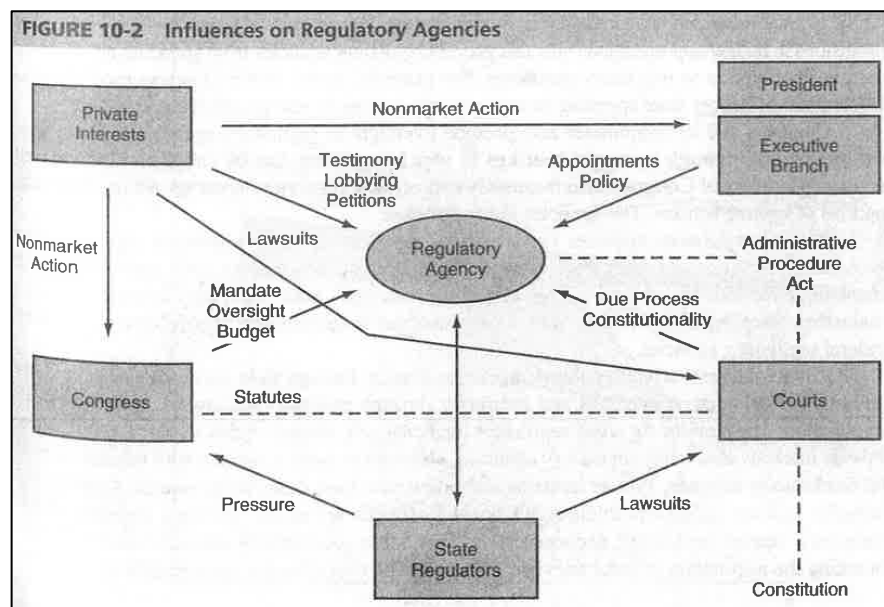 FIGURE 10-2 Influences on Regulatory Agencies
Private
Interests
Nonmarket Action
President
Executive
Branch
Testimony
Lobbying
Petitions
Appointments
Policy
Nonmarket
Action
Lawsuits
Regulatory
Agency
Administrative
Procedure
Act
Mandate
Oversight
Budget
Due Process
Constitutionality
Congress
Statutes
Courts
Pressure
Lawsuits
State
Regulators
Constitution